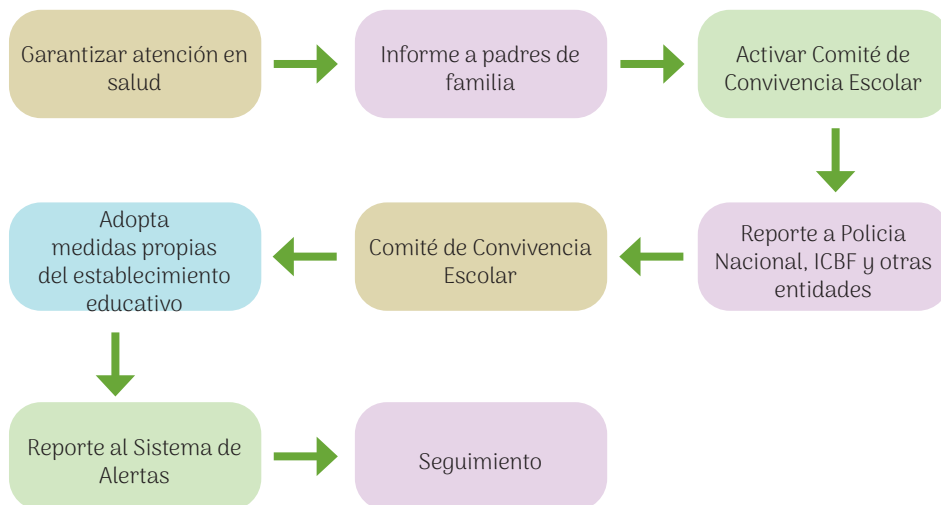 Garantizar atención en
salud
Informe a padres de
familia
Activar Comité de
Convivencia Escolar
Reporte a Policia
Nacional, ICBF y otras
entidades
Comité de Convivencia
Escolar
Adopta
medidas propias
del establecimiento
educativo
Reporte al Sistema de
Alertas
Seguimiento